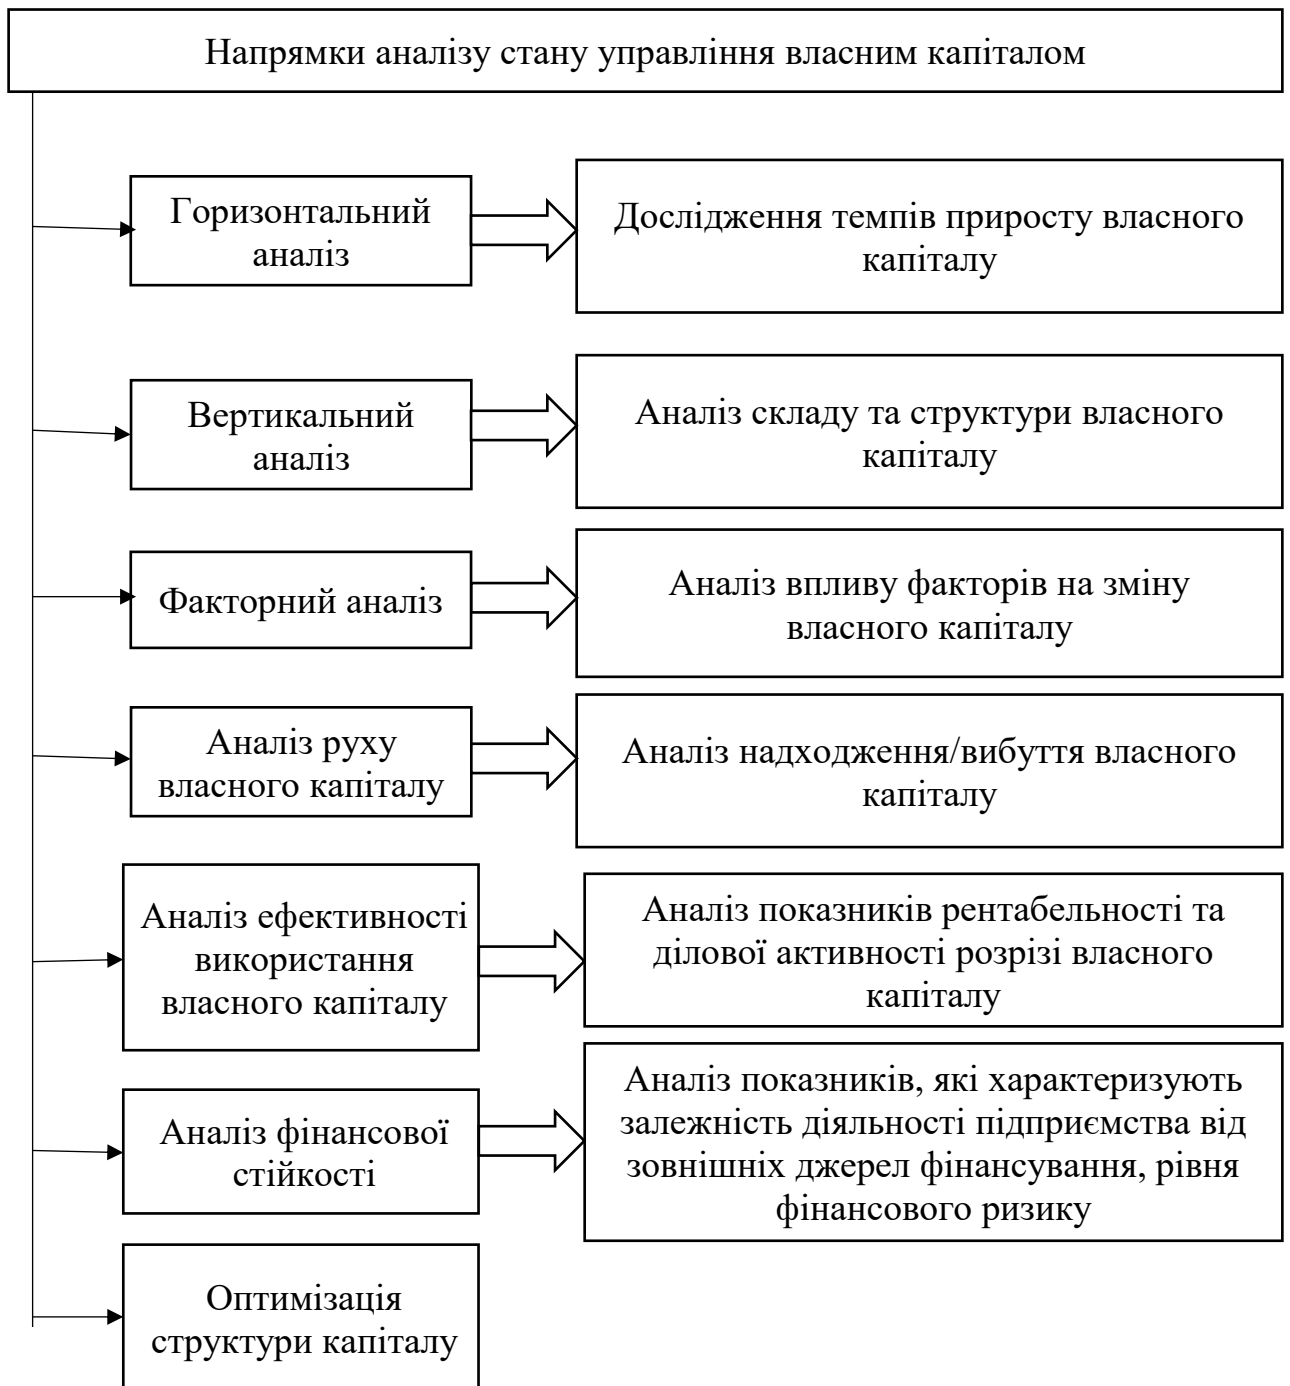 Напрямки аналізу стану управління власним капіталом
Горизонтальний
аналіз
Дослідження темпів приросту власного
капіталу
Вертикальний
аналіз
Аналіз складу та структури власного
капіталу
Факторний аналіз
Аналіз впливу факторів на зміну
власного капіталу
Аналіз руху
власного капіталу
Аналіз надходження/вибуття власного
капіталу
Аналіз ефективності
використання
власного капіталу
Аналіз показників рентабельності та
ділової активності розрізі власного
капіталу
Аналіз фінансової
стійкості
Аналіз показників, які характеризують
залежність діяльності підприємства від
зовнішніх джерел фінансування, рівня
фінансового ризику
Оптимізація
структури капіталу